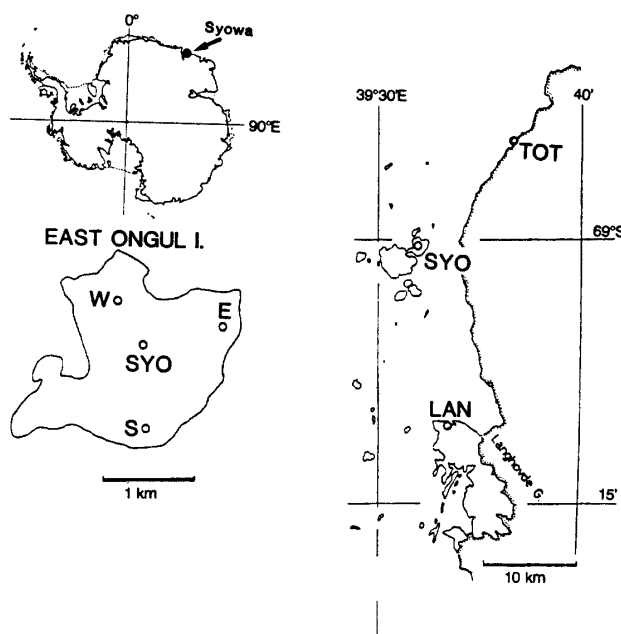 0°
Syowa
90°E
EAST ONGUL I.
W
E
SYO
S
1 km
39°30'E
40'
TOT
69°S
SYO
LAN
Langhovde G
15'
10 km